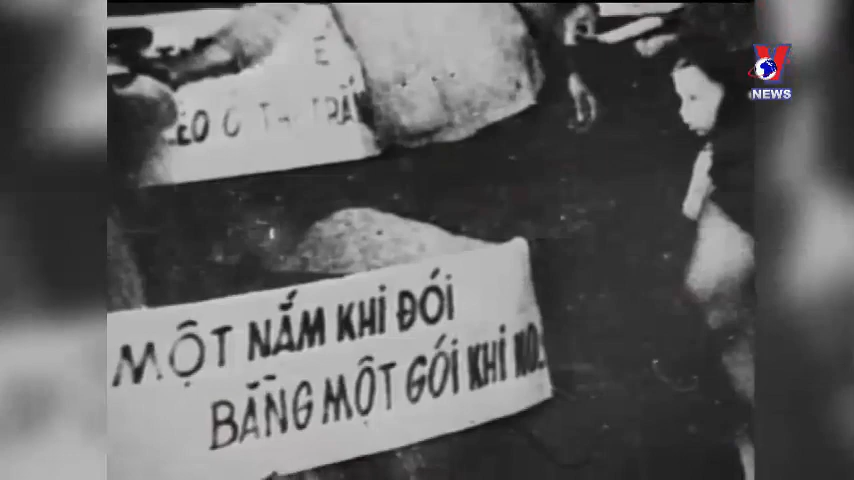 V
NEWS
MỘT NẮM KHI ĐÓI
BẰNG MỘT GÓI KHI NO.